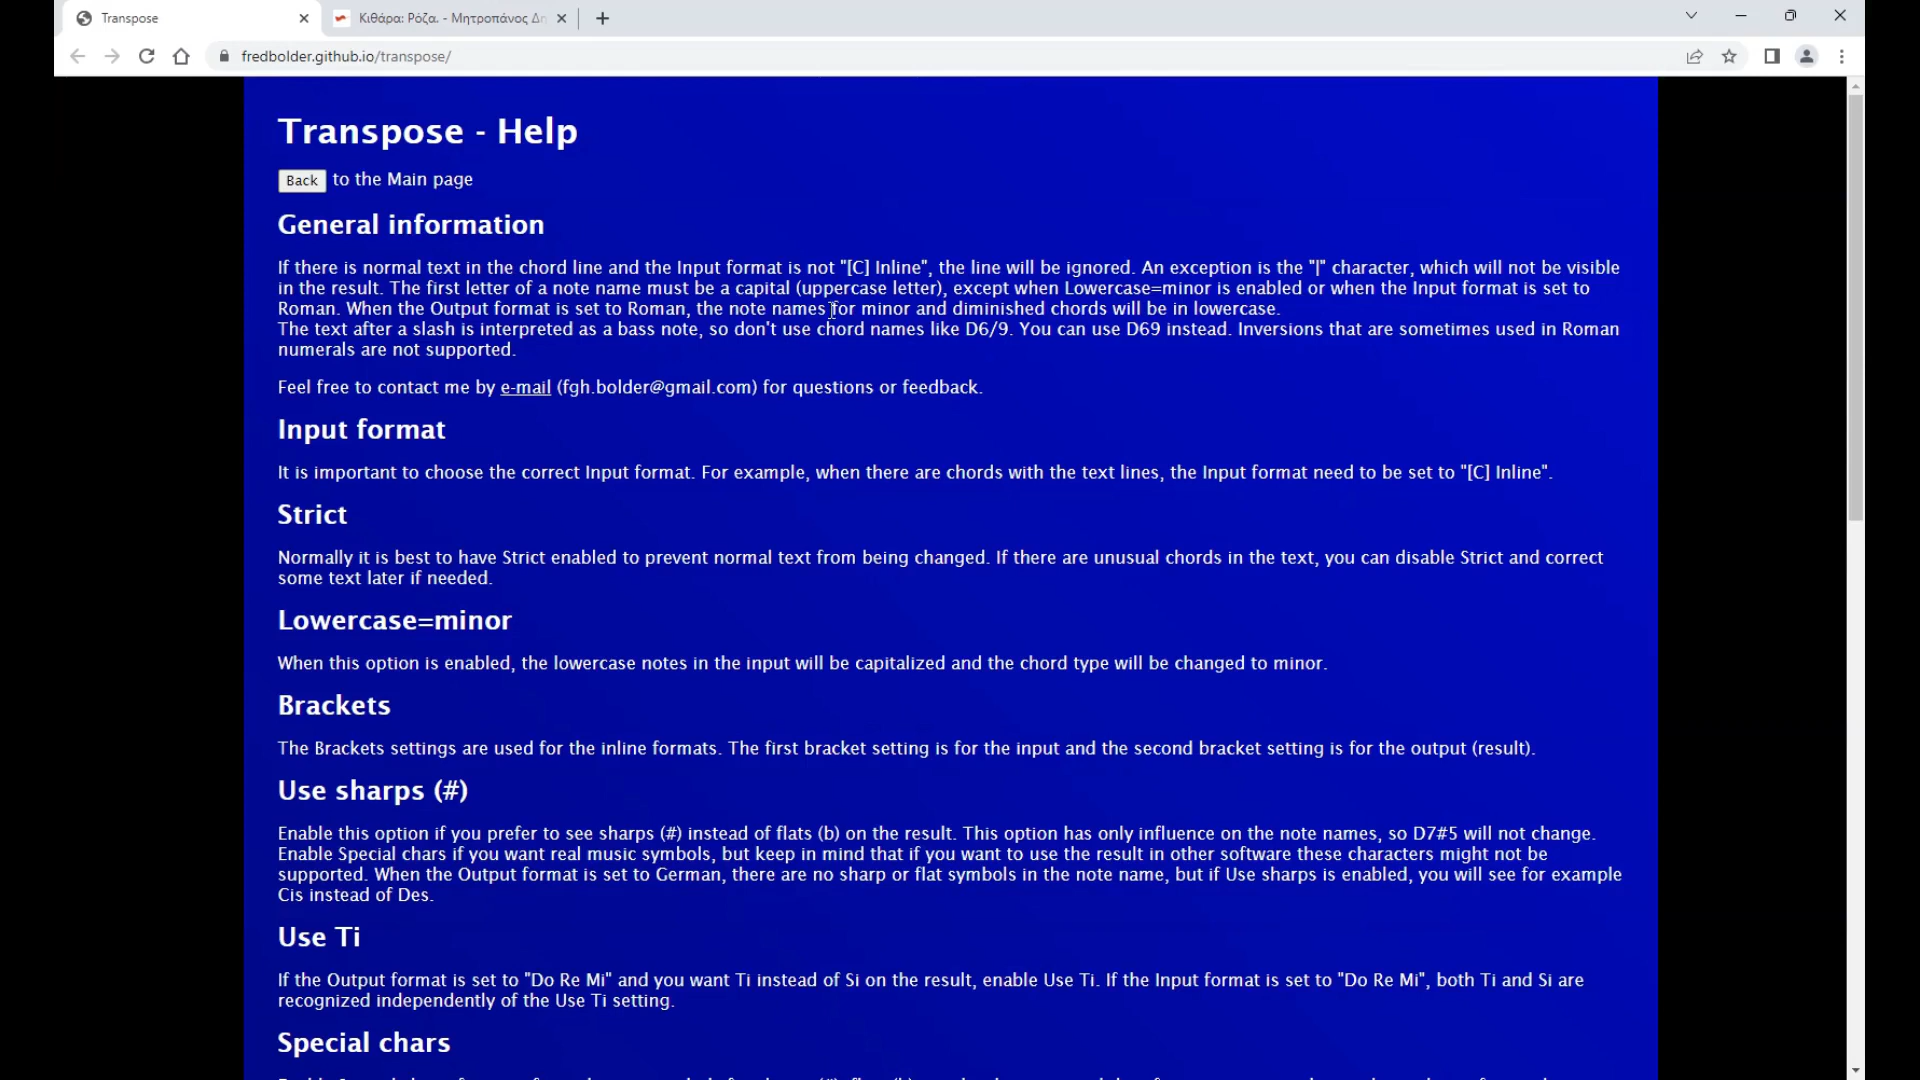 Transpose
Κιθάρα: Ρόζα. - Μητροπάνος Δη
fredbolder.github.io/transpose/
Transpose - Help
Back to the Main page
General information
If there is normal text in the chord line and the Input format is not "[C] Inline", the line will be ignored. An exception is the "|" character, which will not be visible
in the result. The first letter of a note name must be a capital (uppercase letter), except when Lowercase=minor is enabled or when the Input format is set to
Roman. When the Output format is set to Roman, the note names for minor and diminished chords will be in lowercase.
The text after a slash is interpreted as a bass note, so don't use chord names like D6/9. You can use D69 instead. Inversions that are sometimes used in Roman
numerals are not supported.
Feel free to contact me by e-mail (fgh.bolder@gmail.com) for questions or feedback.
Input format
It is important to choose the correct Input format. For example, when there are chords with the text lines, the Input format need to be set to "[C] Inline".
Strict
Normally it is best to have Strict enabled to prevent normal text from being changed. If there are unusual chords in the text, you can disable Strict and correct
some text later if needed.
Lowercase=minor
When this option is enabled, the lowercase notes in the input will be capitalized and the chord type will be changed to minor.
Brackets
The Brackets settings are used for the inline formats. The first bracket setting is for the input and the second bracket setting is for the output (result).
Use sharps (#)
Enable this option if you prefer to see sharps (#) instead of flats (b) on the result. This option has only influence on the note names, so D7#5 will not change.
Enable Special chars if you want real music symbols, but keep in mind that if you want to use the result in other software these characters might not be
supported. When the Output format is set to German, there are no sharp or flat symbols in the note name, but if Use sharps is enabled, you will see for example
Cis instead of Des.
Use Ti
If the Output format is set to "Do Re Mi" and you want Ti instead of Si on the result, enable Use Ti. If the Input format is set to "Do Re Mi", both Ti and Si are
recognized independently of the Use Ti setting.
Special chars